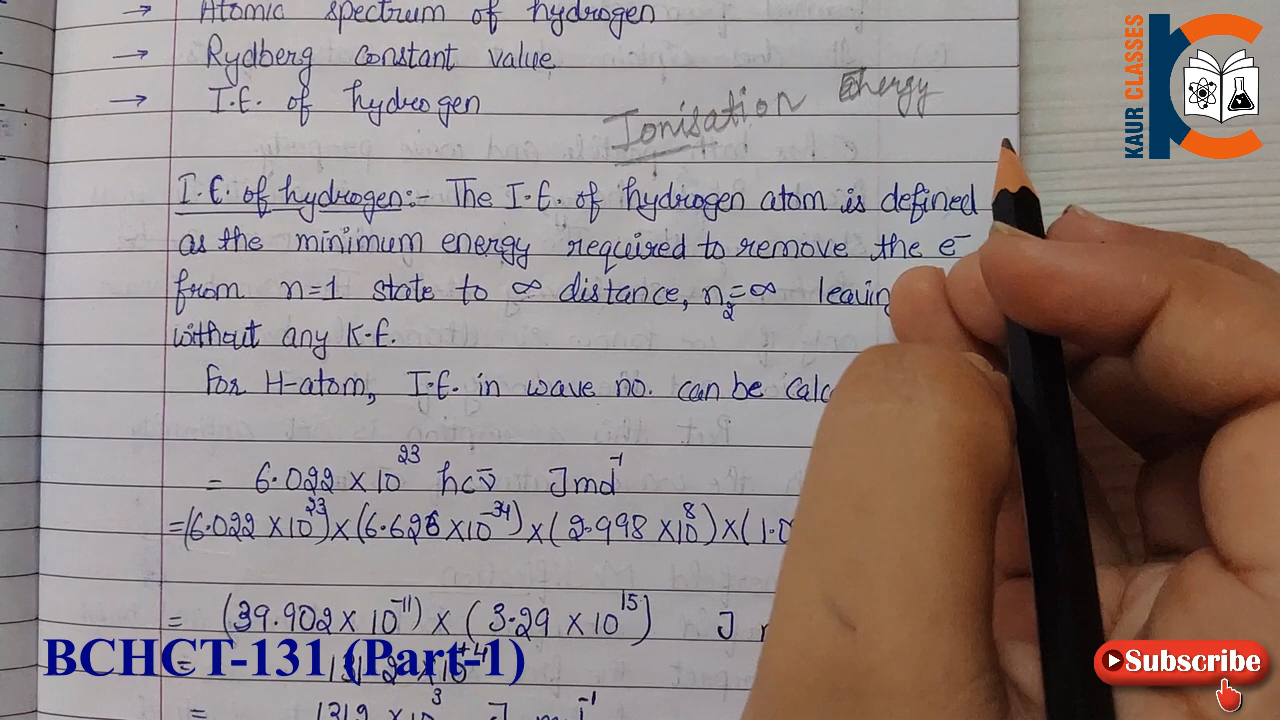 → Atomic spectrum of hydrogen
→ Rydberg constant value
→ I.E. of hydrogen
Ionisation Energy
KAUR CLASSES
I.E. of hydrogen:- The I.E. of hydrogen atom is defined
as the minimum energy required to remove the e⁻
from n=1 state to ∞ distance, n₂=∞ leaving
without any K.E.
For H-atom, I.E. in wave no. can be
= 6.022 × 10²³ hcν̄ J mol⁻¹
=(6.022 × 10²³)×(6.626 ×10⁻³⁴)×(2.998 ×10⁸)×(1.0
= (39.902 × 10⁻¹¹) × (3.29 × 10¹⁵) J
BCHCT-131 (Part-1)
=
= 1312 × 10³ J mol⁻¹
Subscribe